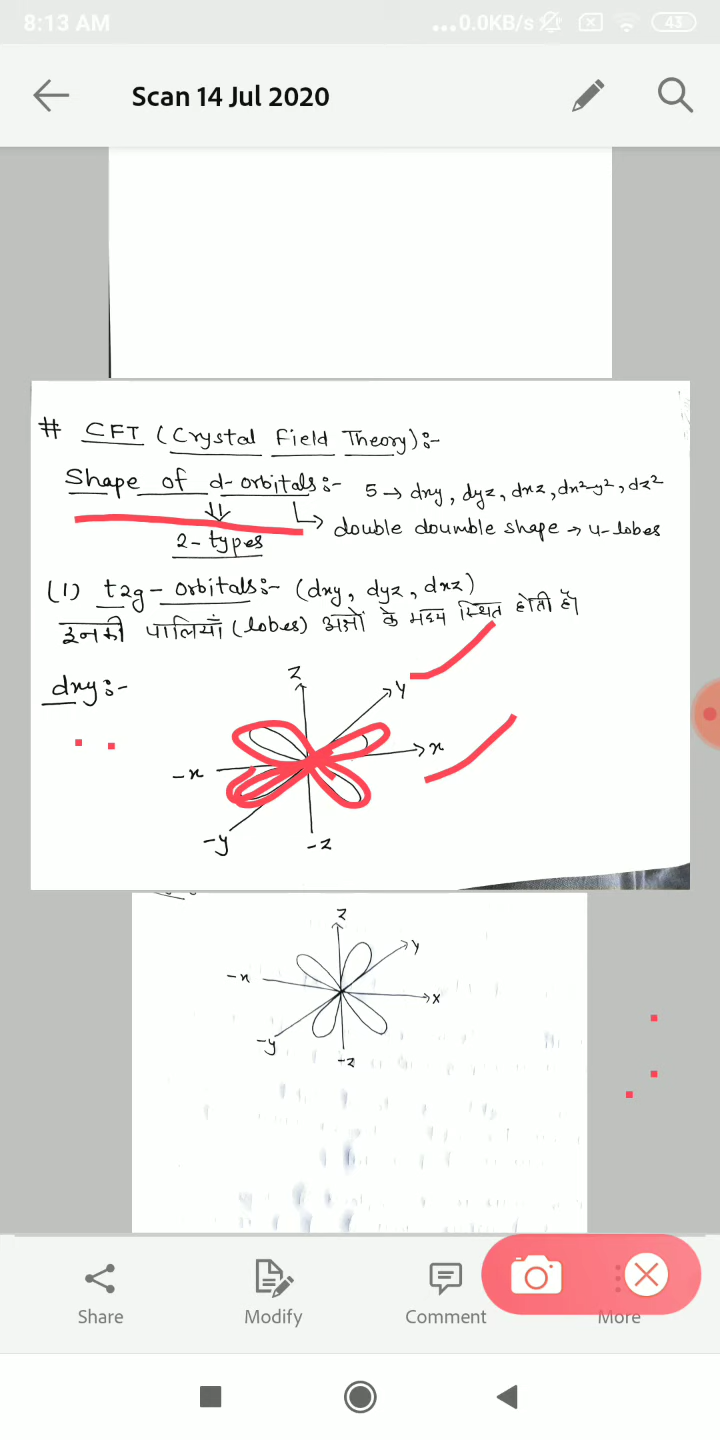 8:13 AM ...0.0KB/s 43
Scan 14 Jul 2020
# CFT (Crystal Field Theory):-
Shape of d-orbitals:- 5 → dxy, dyz, dxz, dx²-y², dz²
⇓ ↳ double doumble shape → 4-lobes
2-types
(1) t2g - orbitals:- (dxy, dyz, dxz)
इनकी पालियाँ (lobes) अक्षों के मध्य स्थित होती हैं
dxy:-
z
y
x
-x
-y
-z
z
y
-x
x
-y
-z
Share Modify Comment More